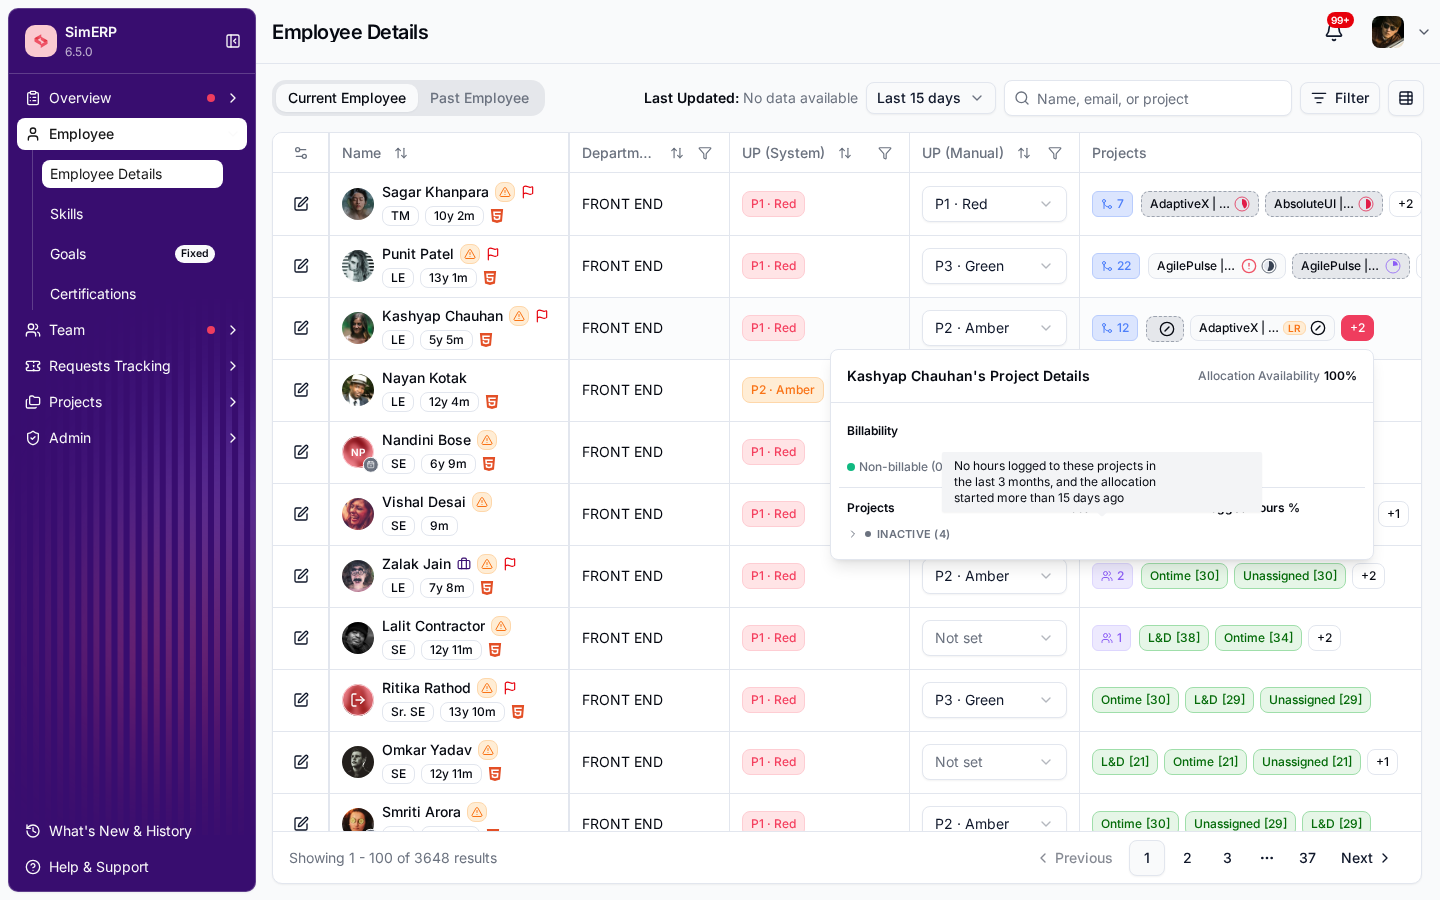 SimERP
6.5.0
Overview
Employee
Employee Details
Skills
Goals
Fixed
Certifications
Team
Requests Tracking
Projects
Admin
What's New & History
Help & Support
Employee Details
99+
Current Employee
Past Employee
Last Updated: No data available
Last 15 days
Name, email, or project
Filter
Name
Departm...
UP (System)
UP (Manual)
Projects
Sagar Khanpara
TM
10y 2m
FRONT END
P1 · Red
P1 · Red
7
AdaptiveX | ...
AbsoluteUI |...
+2
Punit Patel
LE
13y 1m
FRONT END
P1 · Red
P3 · Green
22
AgilePulse |...
AgilePulse |...
Kashyap Chauhan
LE
5y 5m
FRONT END
P1 · Red
P2 · Amber
12
AdaptiveX | ...
LR
+2
Nayan Kotak
LE
12y 4m
FRONT END
P2 · Amber
Nandini Bose
NP
SE
6y 9m
FRONT END
P1 · Red
Vishal Desai
SE
9m
FRONT END
P1 · Red
+1
Kashyap Chauhan's Project Details
Allocation Availability 100%
Billability
Non-billable (0
No hours logged to these projects in
the last 3 months, and the allocation
started more than 15 days ago
Projects
INACTIVE (4)
Zalak Jain
LE
7y 8m
FRONT END
P1 · Red
P2 · Amber
2
Ontime [30]
Unassigned [30]
+2
Lalit Contractor
SE
12y 11m
FRONT END
P1 · Red
Not set
1
L&D [38]
Ontime [34]
+2
Ritika Rathod
Sr. SE
13y 10m
FRONT END
P1 · Red
P3 · Green
Ontime [30]
L&D [29]
Unassigned [29]
Omkar Yadav
SE
12y 11m
FRONT END
P1 · Red
Not set
L&D [21]
Ontime [21]
Unassigned [21]
+1
Smriti Arora
FRONT END
P1 · Red
P2 · Amber
Ontime [30]
Unassigned [29]
L&D [29]
Showing 1 - 100 of 3648 results
Previous
1
2
3
···
37
Next